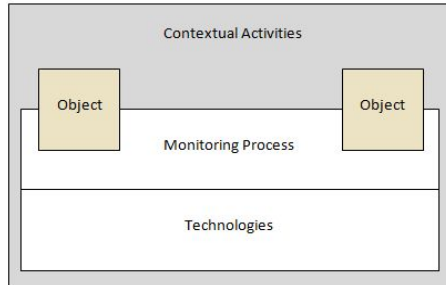 Contextual Activities
Object
Object
Monitoring Process
Technologies